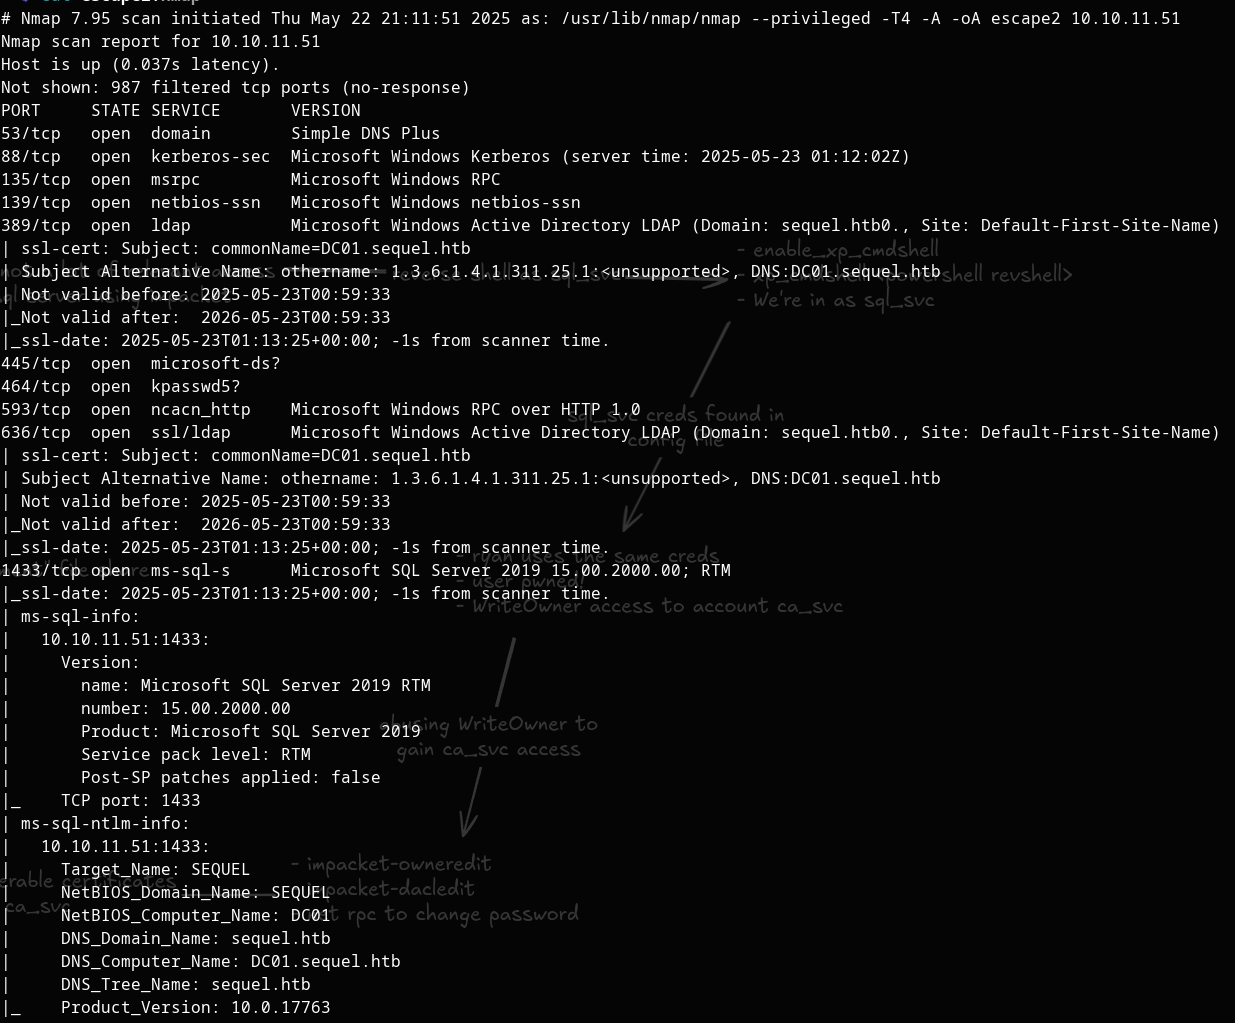 # Nmap 7.95 scan initiated Thu May 22 21:11:51 2025 as: /usr/lib/nmap/nmap --privileged -T4 -A -oA escape2 10.10.11.51
Nmap scan report for 10.10.11.51
Host is up (0.037s latency).
Not shown: 987 filtered tcp ports (no-response)
PORT     STATE SERVICE       VERSION
53/tcp   open  domain        Simple DNS Plus
88/tcp   open  kerberos-sec  Microsoft Windows Kerberos (server time: 2025-05-23 01:12:02Z)
135/tcp  open  msrpc         Microsoft Windows RPC
139/tcp  open  netbios-ssn   Microsoft Windows netbios-ssn
389/tcp  open  ldap          Microsoft Windows Active Directory LDAP (Domain: sequel.htb0., Site: Default-First-Site-Name)
| ssl-cert: Subject: commonName=DC01.sequel.htb
- enable_xp_cmdshell
| Subject Alternative Name: othername: 1.3.6.1.4.1.311.25.1:<unsupported>, DNS:DC01.sequel.htb
reverse shell as sql_svc
revshell>
| Not valid before: 2025-05-23T00:59:33
- We're in as sql_svc
|_Not valid after:  2026-05-23T00:59:33
|_ssl-date: 2025-05-23T01:13:25+00:00; -1s from scanner time.
445/tcp  open  microsoft-ds?
464/tcp  open  kpasswd5?
593/tcp  open  ncacn_http    Microsoft Windows RPC over HTTP 1.0
sql_svc creds found in
636/tcp  open  ssl/ldap      Microsoft Windows Active Directory LDAP (Domain: sequel.htb0., Site: Default-First-Site-Name)
config file
| ssl-cert: Subject: commonName=DC01.sequel.htb
| Subject Alternative Name: othername: 1.3.6.1.4.1.311.25.1:<unsupported>, DNS:DC01.sequel.htb
| Not valid before: 2025-05-23T00:59:33
|_Not valid after:  2026-05-23T00:59:33
|_ssl-date: 2025-05-23T01:13:25+00:00; -1s from scanner time.
- ryan uses the same creds
1433/tcp open  ms-sql-s      Microsoft SQL Server 2019 15.00.2000.00; RTM
file share
- user pwned!
|_ssl-date: 2025-05-23T01:13:25+00:00; -1s from scanner time.
- WriteOwner access to account ca_svc
| ms-sql-info:
|   10.10.11.51:1433:
|     Version:
|       name: Microsoft SQL Server 2019 RTM
|       number: 15.00.2000.00
|       Product: Microsoft SQL Server 2019
abusing WriteOwner to
gain ca_svc access
|       Service pack level: RTM
|       Post-SP patches applied: false
|_    TCP port: 1433
| ms-sql-ntlm-info:
|   10.10.11.51:1433:
|     Target_Name: SEQUEL
- impacket-owneredit
|     NetBIOS_Domain_Name: SEQUEL
certificates
impacket-dacledit
|     NetBIOS_Computer_Name: DC01
ca_svc
rpc to change password
|     DNS_Domain_Name: sequel.htb
|     DNS_Computer_Name: DC01.sequel.htb
|     DNS_Tree_Name: sequel.htb
|_    Product_Version: 10.0.17763